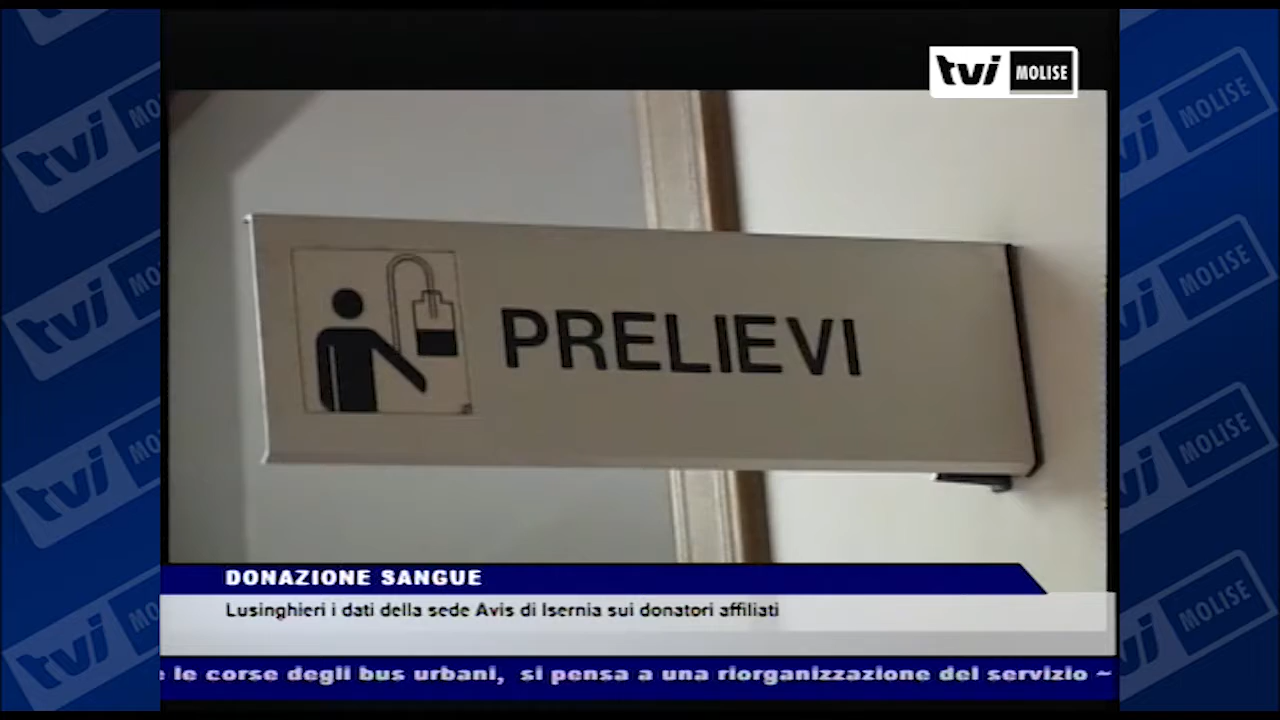 tvi MOLISE
PRELIEVI
DONAZIONE SANGUE
Lusinghieri i dati della sede Avis di Isernia sui donatori affiliati
le corse degli bus urbani, si pensa a una riorganizzazione del servizio ~